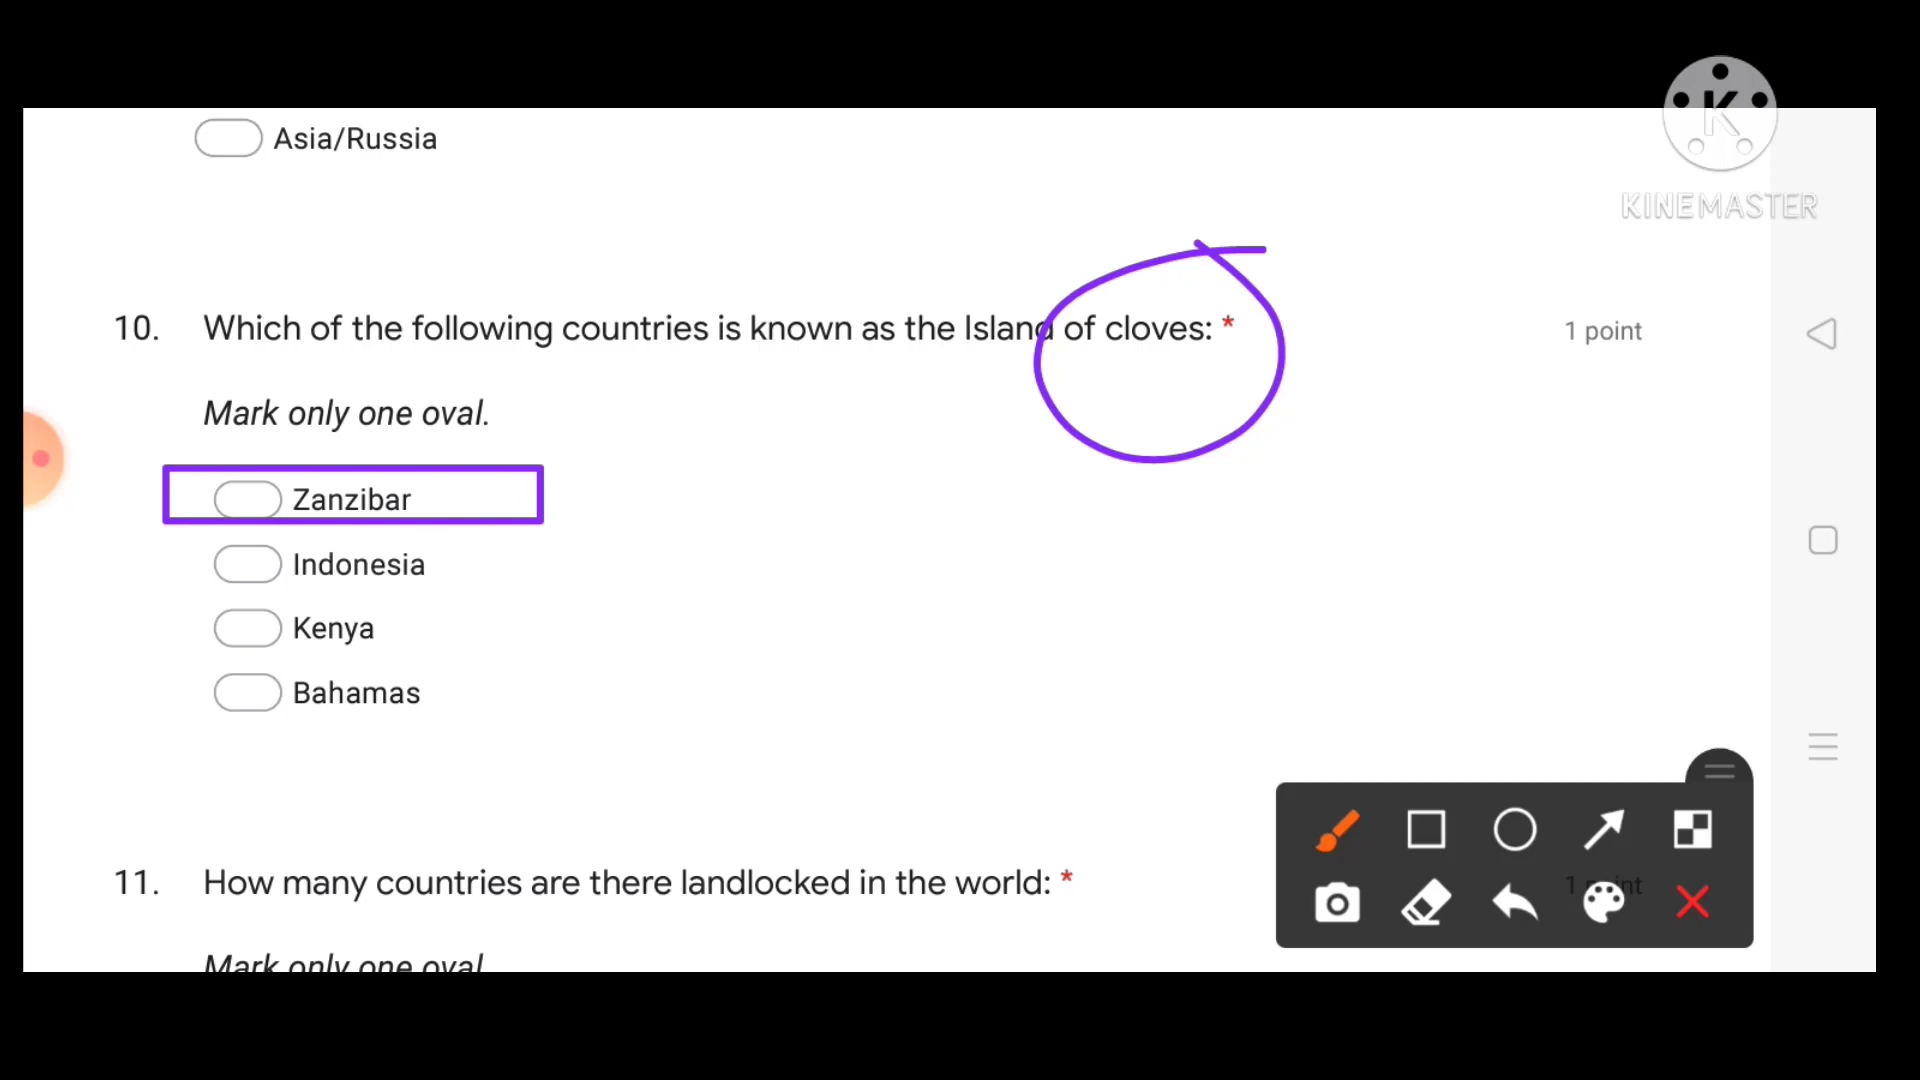 Asia/Russia
K
KINEMASTER
10. Which of the following countries is known as the Island of cloves: * 1 point
Mark only one oval.
Zanzibar
Indonesia
Kenya
Bahamas
11. How many countries are there landlocked in the world: * 1 point
Mark only one oval